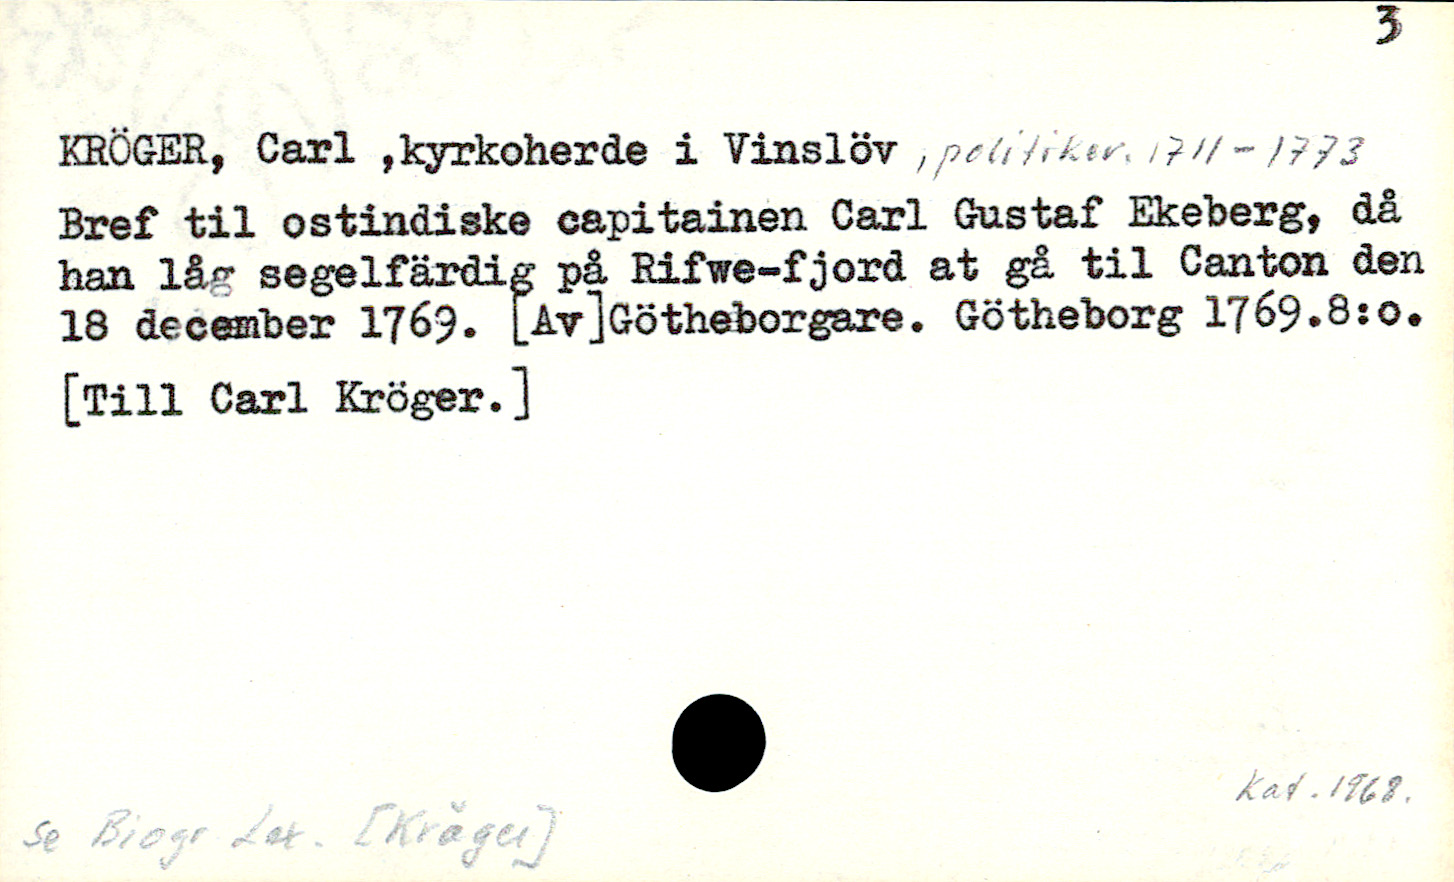 3
KRÖGER, Carl ,kyrkoherde i Vinslöv , politiker. 1711-1773
Bref til ostindiske capitainen Carl Gustaf Ekeberg, då
han låg segelfärdig på Rifwe-fjord at gå til Canton den
18 december 1769. [Av]Götheborgare. Götheborg 1769.8:o.
[Till Carl Kröger.]
Kat. 1968.
se Biogr Lex. [Kröger]